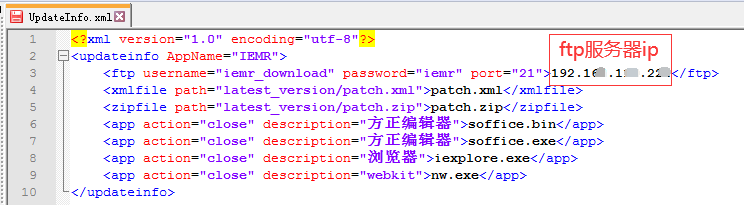 UpdateInfo.xml
ftp服务器ip
1 <?xml version="1.0" encoding="utf-8"?>
2 <updateinfo AppName="IEMR">
3 <ftp username="iemr_download" password="iemr" port="21">192.16 .1 .2 </ftp>
4 <xmlfile path="latest_version/patch.xml">patch.xml</xmlfile>
5 <zipfile path="latest_version/patch.zip">patch.zip</zipfile>
6 <app action="close" description="方正编辑器">soffice.bin</app>
7 <app action="close" description="方正编辑器">soffice.exe</app>
8 <app action="close" description="浏览器">iexplore.exe</app>
9 <app action="close" description="webkit">nw.exe</app>
10 </updateinfo>